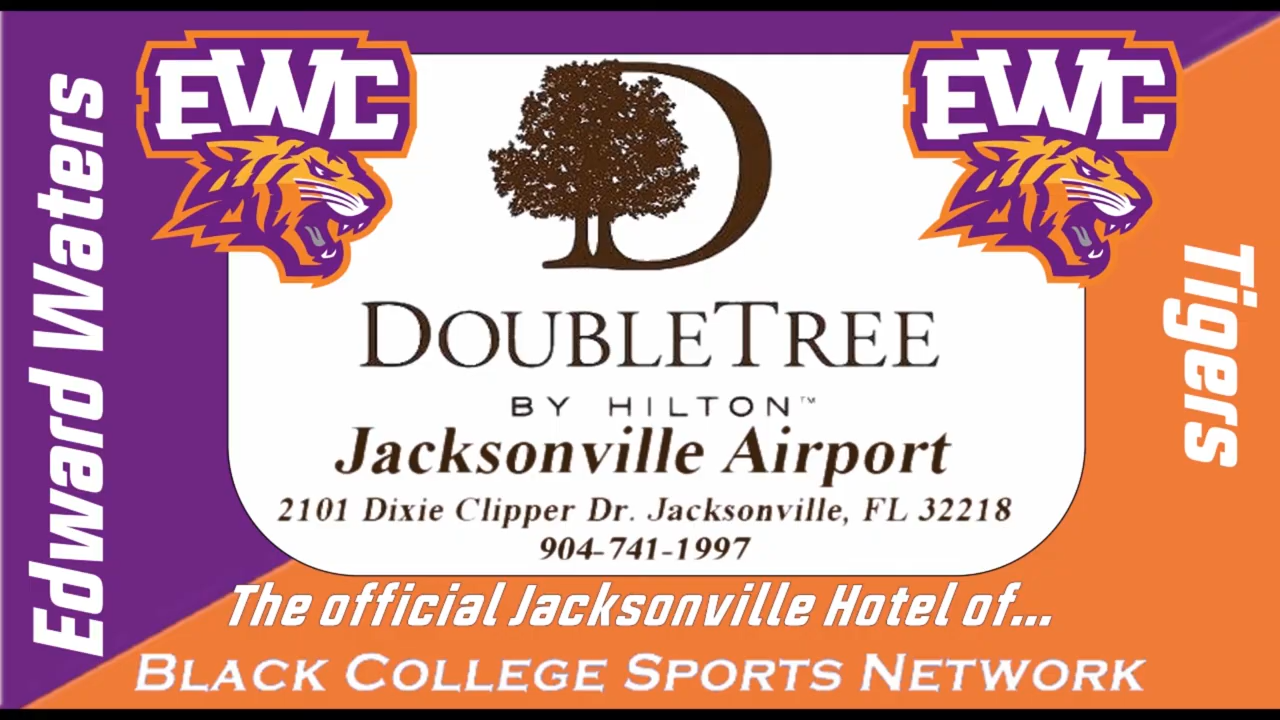 EWC
EWC
Edward Waters
Tigers
D
DOUBLETREE
BY HILTON™
Jacksonville Airport
2101 Dixie Clipper Dr. Jacksonville, FL 32218
904-741-1997
The official Jacksonville Hotel of...
BLACK COLLEGE SPORTS NETWORK